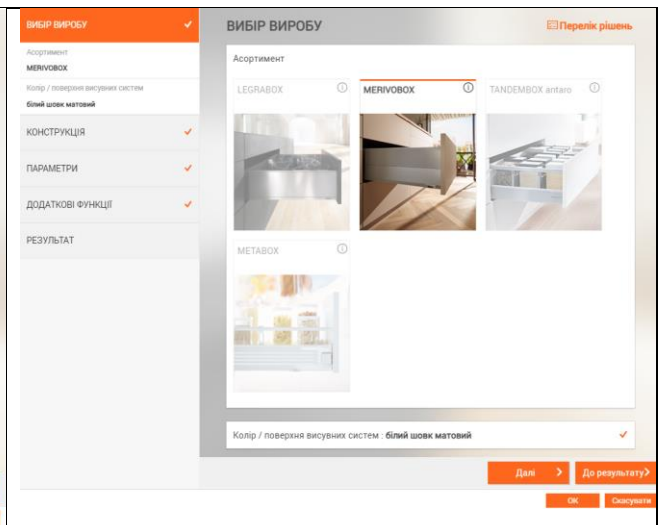 ВИБІР ВИРОБУ
Асортимент
MERIVOBOX
Колір / поверхня висувних систем
білий шовк матовий
КОНСТРУКЦІЯ
ПАРАМЕТРИ
ДОДАТКОВІ ФУНКЦІЇ
РЕЗУЛЬТАТ
ВИБІР ВИРОБУ
Перелік рішень
Асортимент
LEGRABOX
MERIVOBOX
TANDEMBOX antaro
METABOX
Колір / поверхня висувних систем : білий шовк матовий
Далі
До результату
ОК
Скасувати